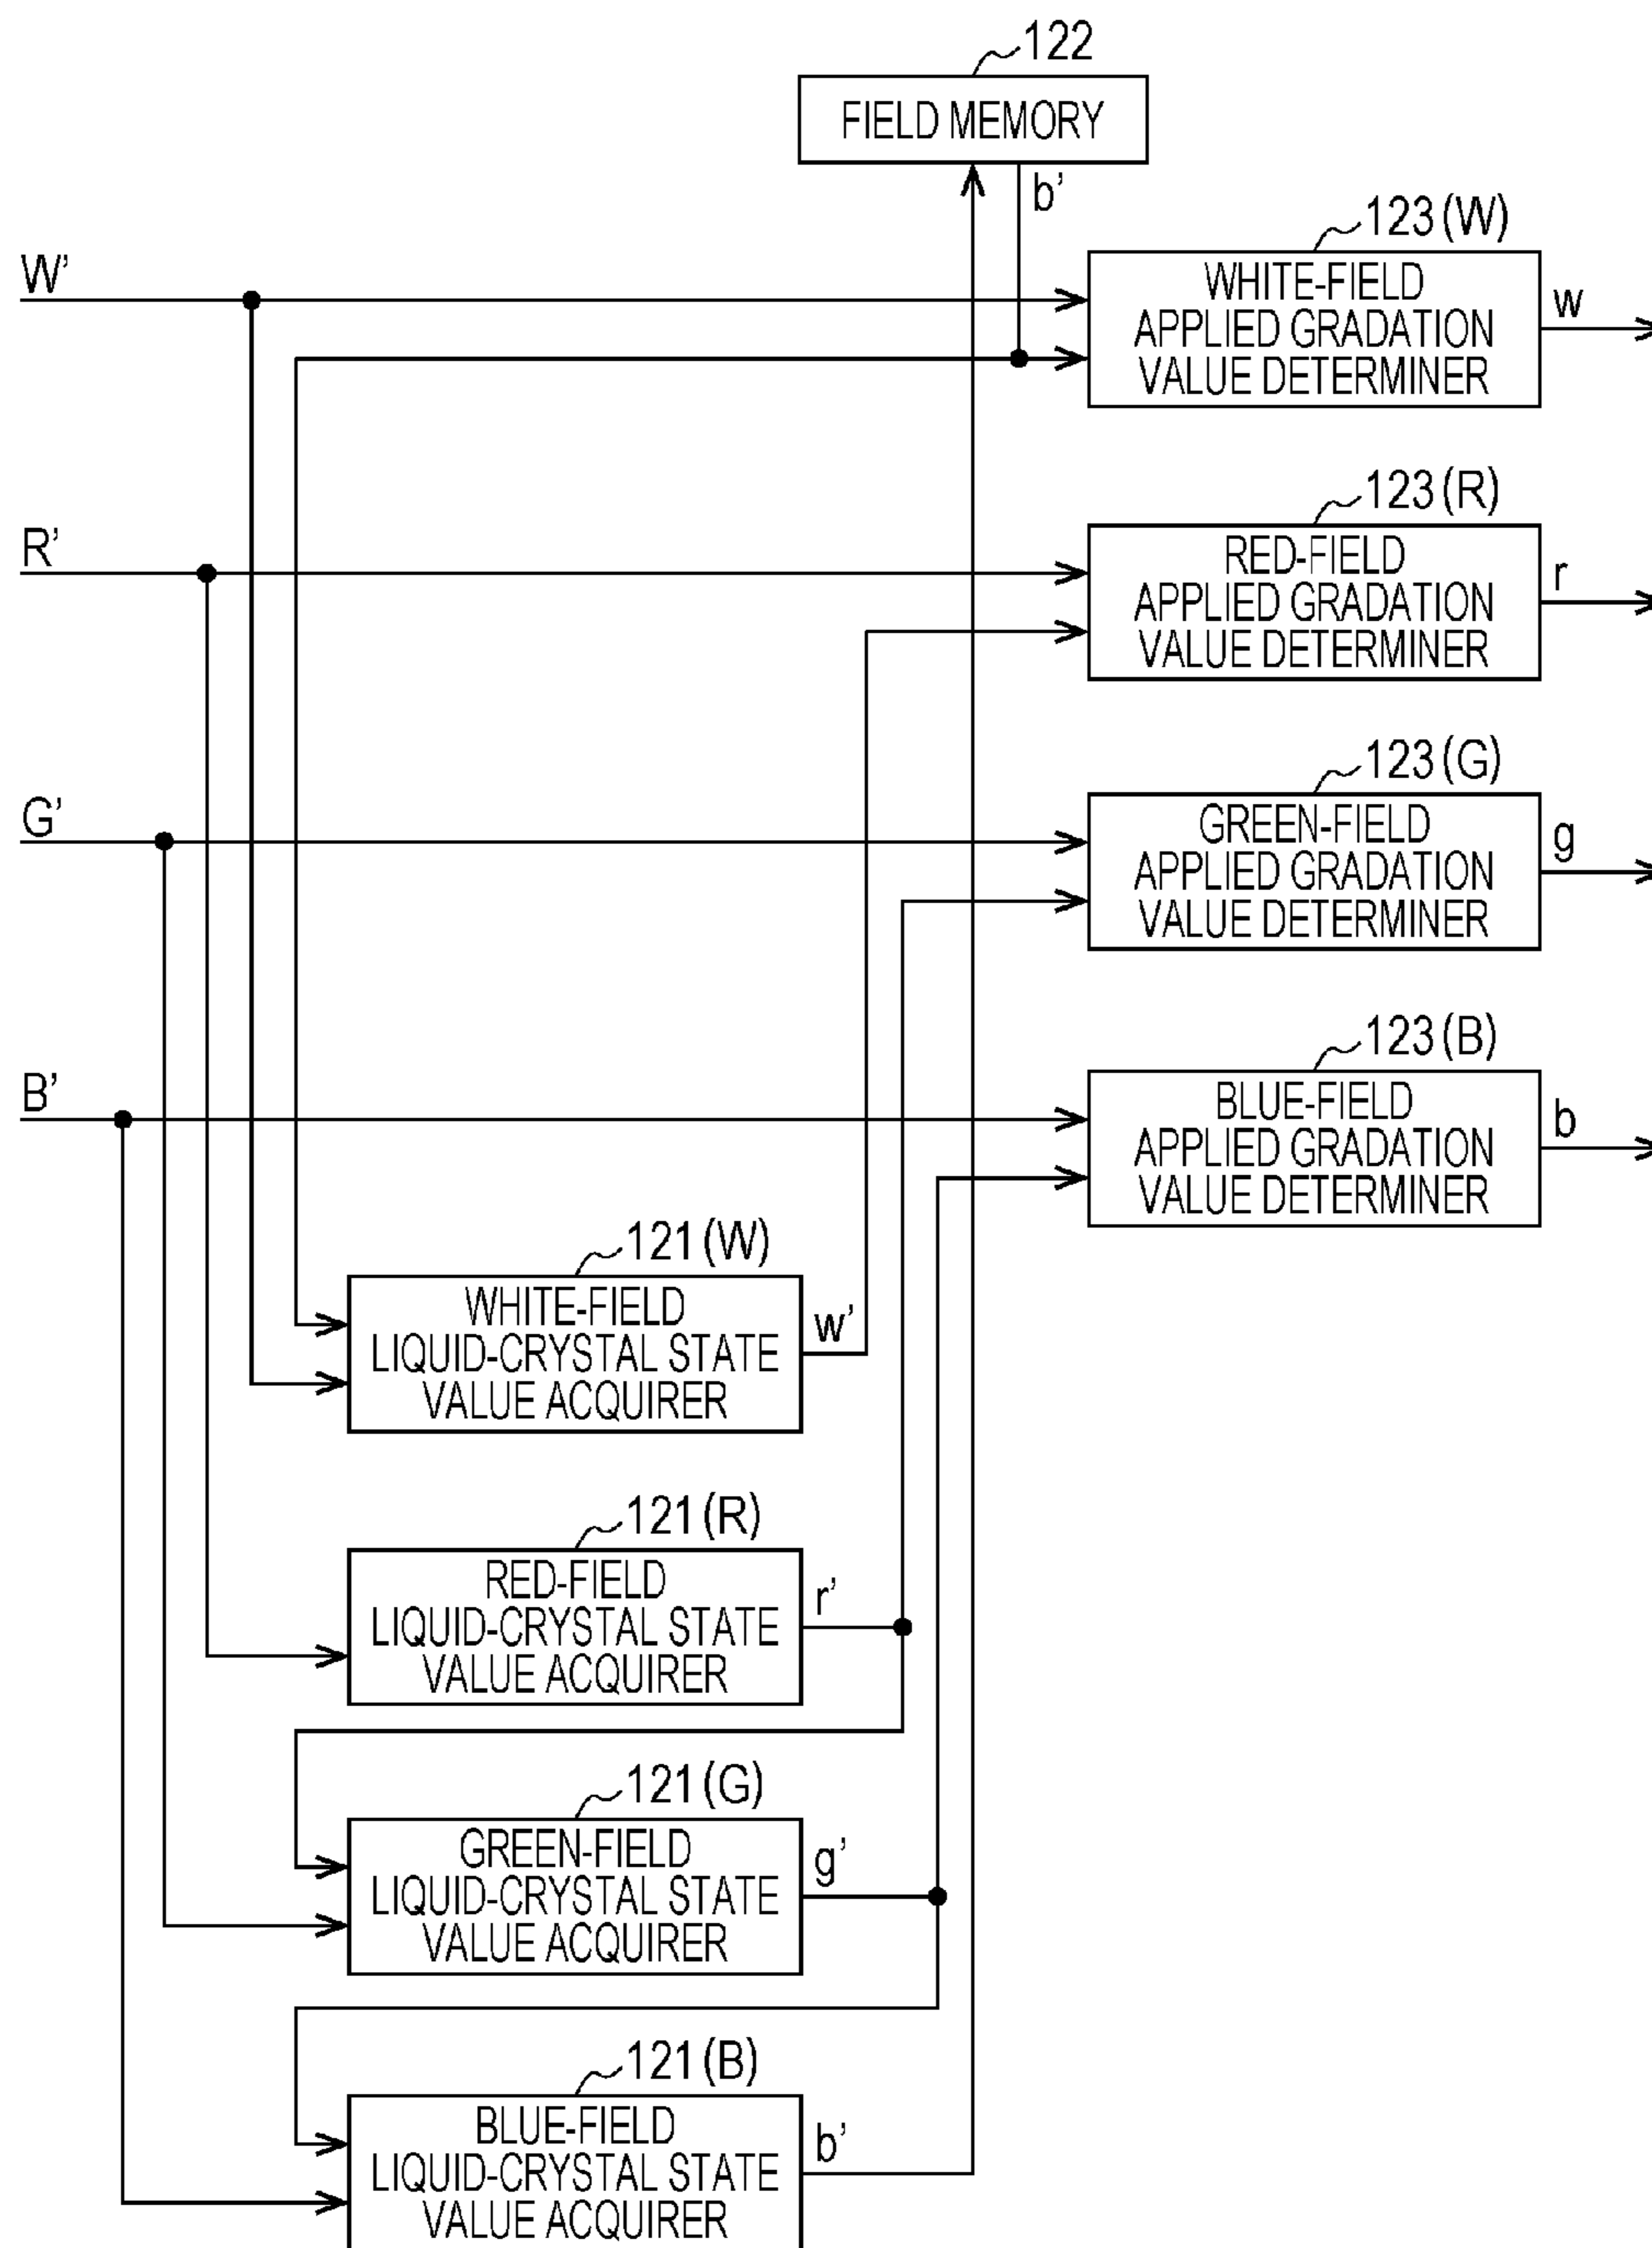 122
FIELD MEMORY
b'
123(W)
W'
WHITE-FIELD
APPLIED GRADATION
VALUE DETERMINER
w
123(R)
R'
RED-FIELD
APPLIED GRADATION
VALUE DETERMINER
r
123(G)
G'
GREEN-FIELD
APPLIED GRADATION
VALUE DETERMINER
g
123(B)
B'
BLUE-FIELD
APPLIED GRADATION
VALUE DETERMINER
b
121(W)
WHITE-FIELD
LIQUID-CRYSTAL STATE
VALUE ACQUIRER
w'
121(R)
RED-FIELD
LIQUID-CRYSTAL STATE
VALUE ACQUIRER
r'
121(G)
GREEN-FIELD
LIQUID-CRYSTAL STATE
VALUE ACQUIRER
g'
121(B)
BLUE-FIELD
LIQUID-CRYSTAL STATE
VALUE ACQUIRER
b'